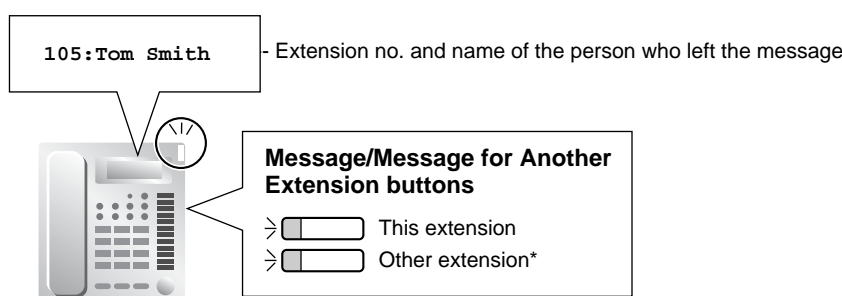 105:Tom Smith
- Extension no. and name of the person who left the message
Message/Message for Another
Extension buttons
This extension
Other extension*